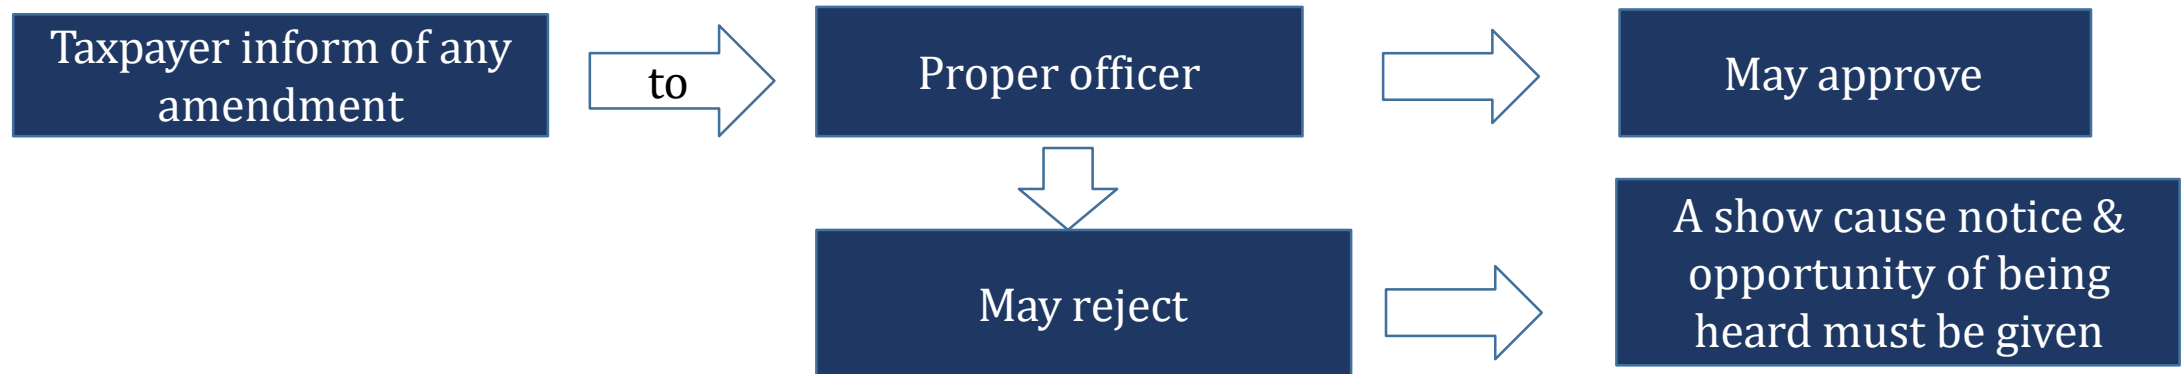 Taxpayer inform of any
amendment
to
Proper officer
May approve
May reject
A show cause notice &
opportunity of being
heard must be given